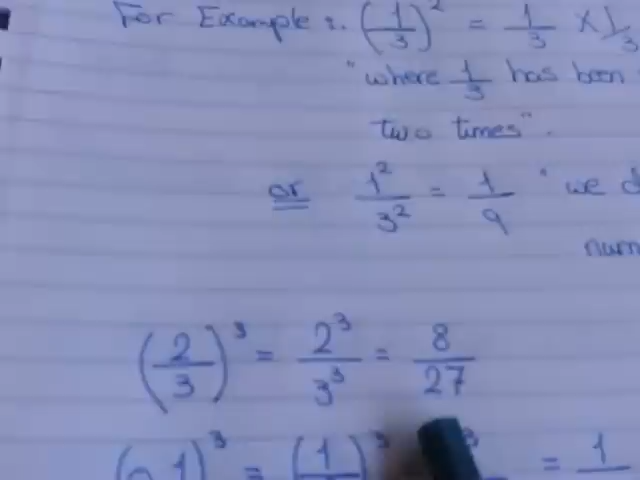 For Example :. (1/3)² = 1/3 × 1/3
"where 1/3 has been
two times".
or 1²/3² = 1/9 "we
(2/3)³ = 2³/3³ = 8/27